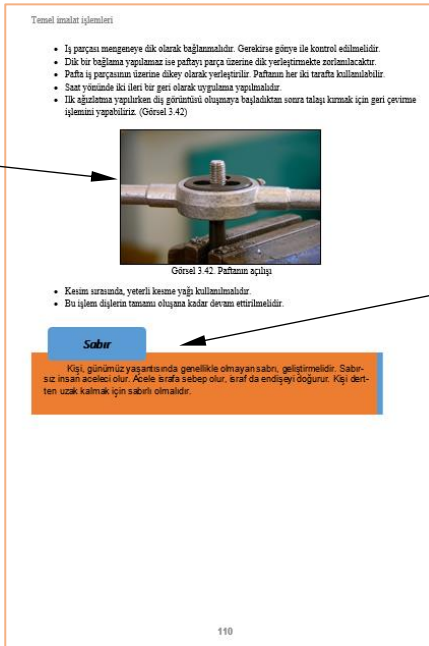 Temel imalat işlemleri
• Iş parçası mengeneye dik olarak bağlanmalıdır. Gerekirse gönye ile kontrol edilmelidir.
• Dik bir bağlama yapılamaz ise paftayı parça üzerine dik yerleştirmekte zorlanılacaktır.
• Pafta iş parçasının üzerine dikey olarak yerleştirilir. Paftanın her iki tarafta kullanılabilir.
• Saat yönünde iki ileri bir geri olarak uygulama yapılmalıdır.
• Ilk ağızlatma yapılırken diş görüntüsü oluşmaya başladıktan sonra talaşı kırmak için geri çevirme
işlemini yapabiliriz. (Görsel 3.42)
Görsel 3.42. Paftanın açılışı
• Kesim sırasında, yeterli kesme yağı kullanılmalıdır.
• Bu işlem dişlerin tamamı oluşana kadar devam ettirilmelidir.
Sabır
Kişi, günümüz yaşantısında genellikle olmayan sabrı, geliştirmelidir. Sabır-
sız insan aceleci olur. Acele israfa sebep olur, israf da endişeyi doğurur. Kişi dert-
ten uzak kalmak için sabırlı olmalıdır.
110